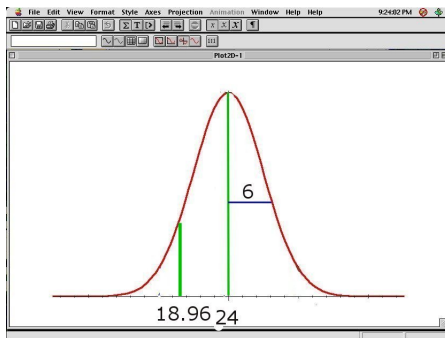 File Edit View Format Style Axes Projection Animation Window Help Help 9:24:02 PM
Σ T x x X ¶
Plot2D•1
6
18.96 24